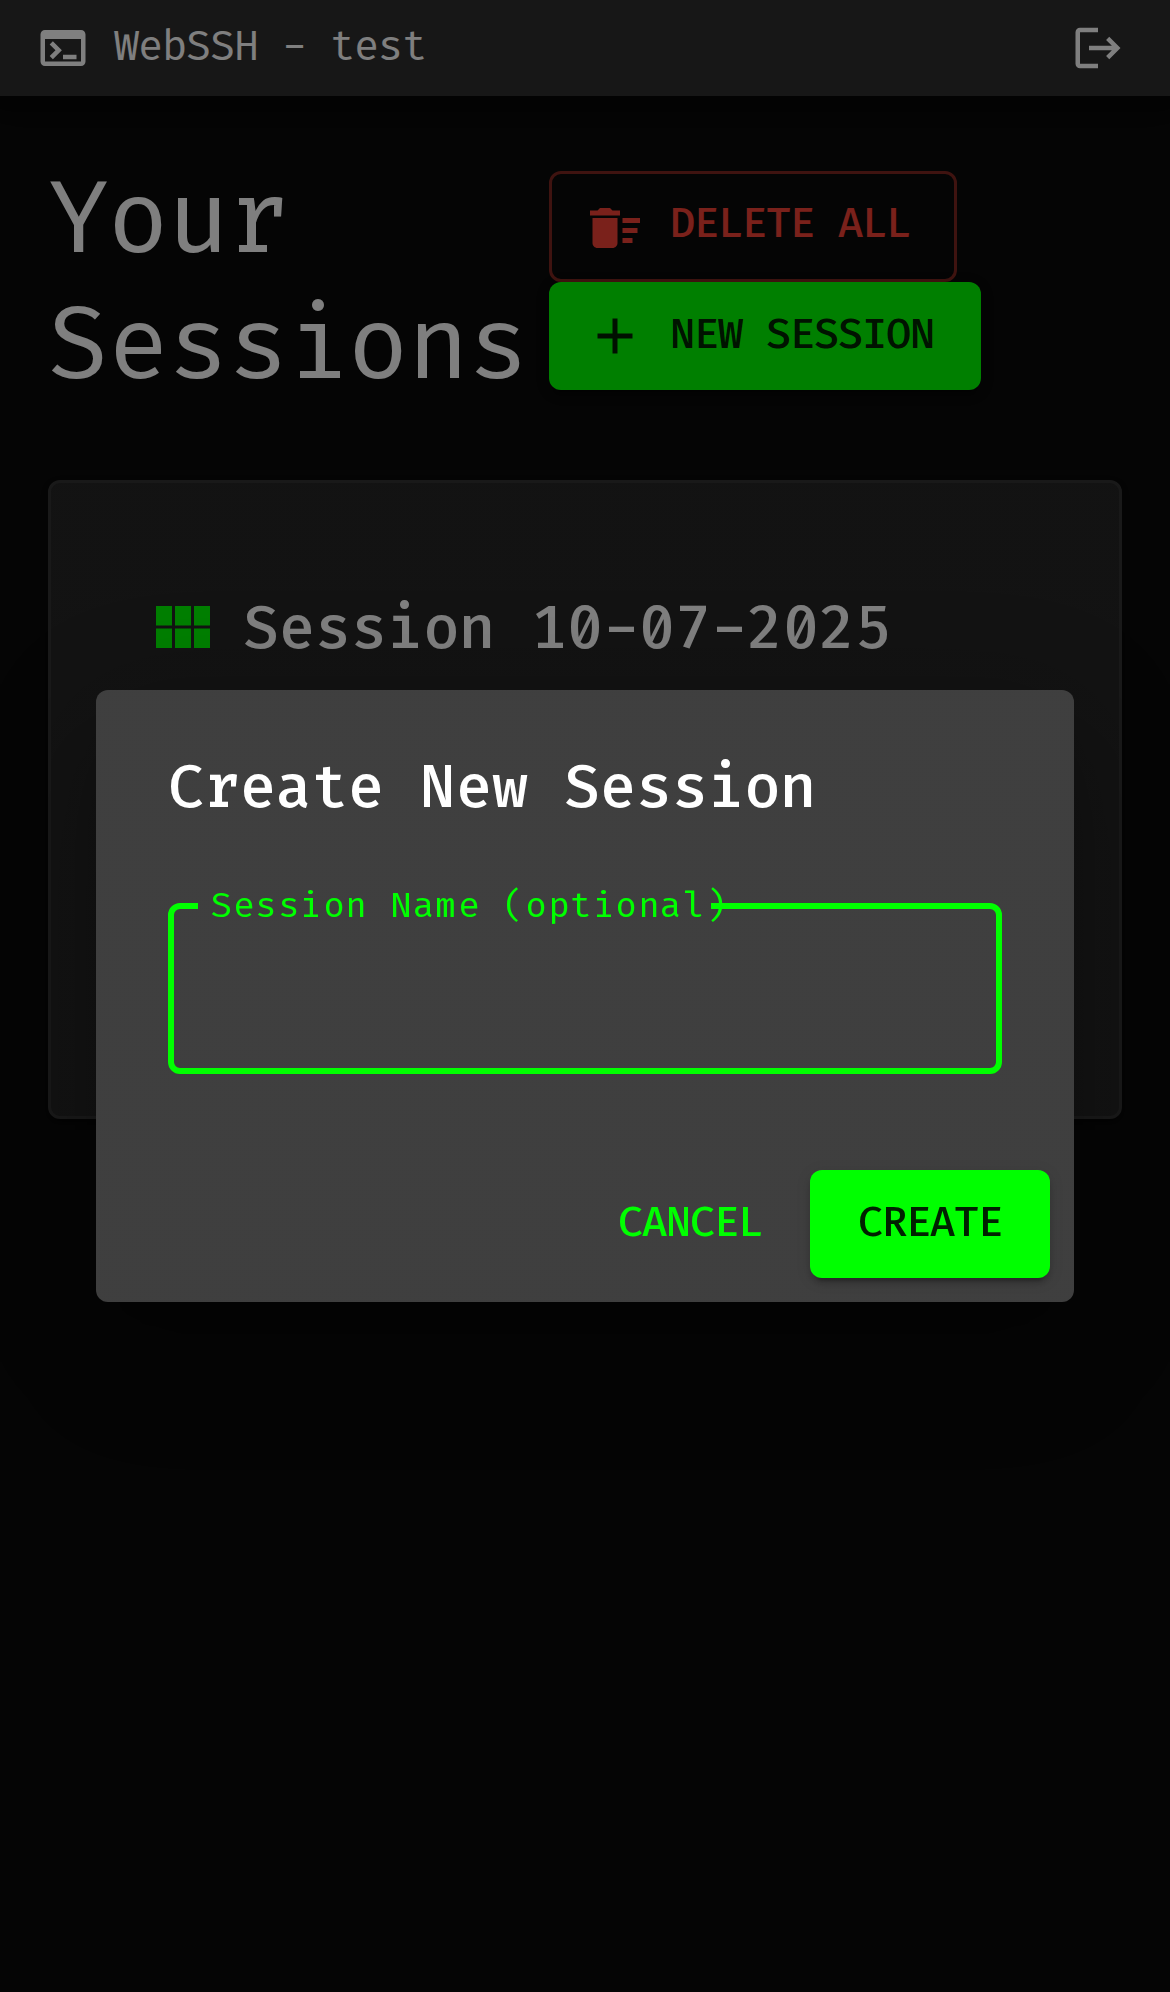 WebSSH - test
Your
Sessions
DELETE ALL
NEW SESSION
Session 10-07-2025
Create New Session
Session Name (optional)
CANCEL
CREATE